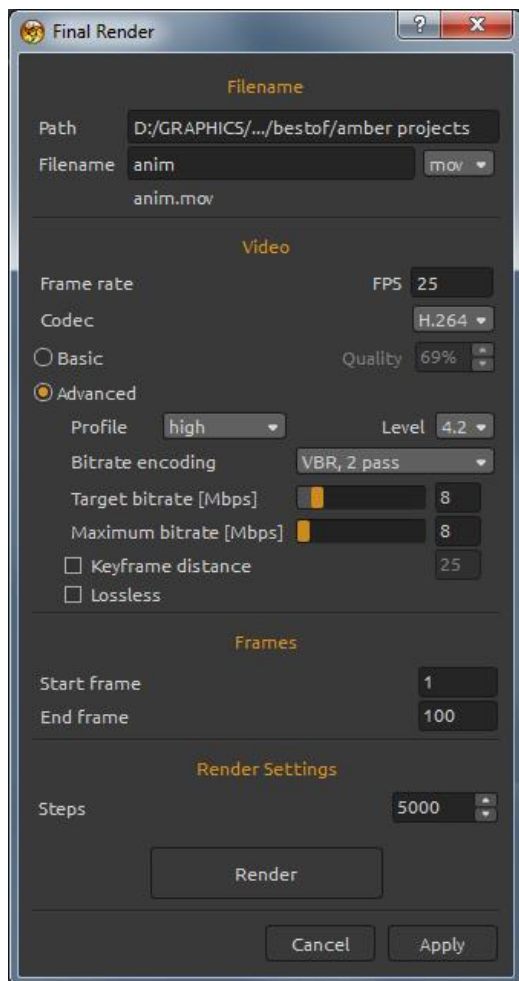 Final Render
?
Filename
Path D:/GRAPHICS/.../bestof/amber projects
Filename anim mov
anim.mov
Video
Frame rate FPS 25
Codec H.264
Basic Quality 69%
Advanced
Profile high Level 4.2
Bitrate encoding VBR, 2 pass
Target bitrate [Mbps] 8
Maximum bitrate [Mbps] 8
Keyframe distance 25
Lossless
Frames
Start frame 1
End frame 100
Render Settings
Steps 5000
Render
Cancel Apply